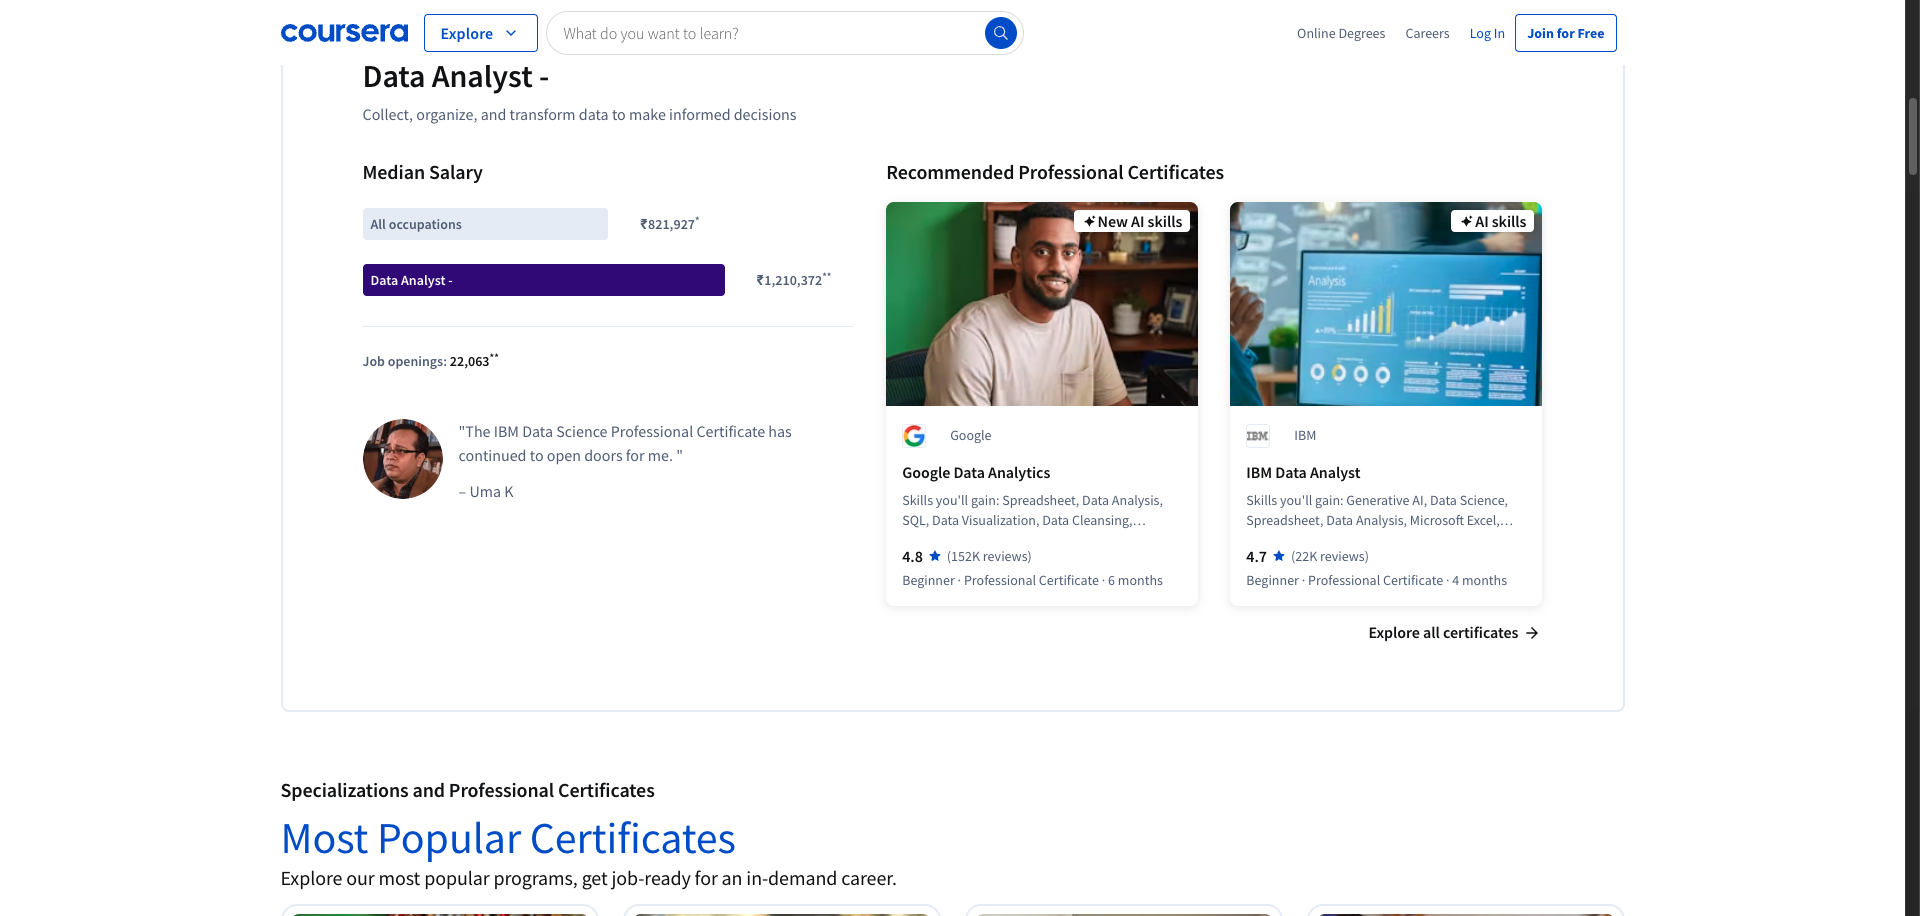 coursera
Explore
What do you want to learn?
Online Degrees
Careers
Log In
Join for Free
Data Analyst -
Collect, organize, and transform data to make informed decisions
Median Salary
All occupations
₹821,927*
Data Analyst -
₹1,210,372**
Job openings: 22,063**
"The IBM Data Science Professional Certificate has
continued to open doors for me. "
– Uma K
Recommended Professional Certificates
New AI skills
Google
Google Data Analytics
Skills you'll gain: Spreadsheet, Data Analysis,
SQL, Data Visualization, Data Cleansing,…
4.8 (152K reviews)
Beginner · Professional Certificate · 6 months
AI skills
Analysis
IBM
IBM
IBM Data Analyst
Skills you'll gain: Generative AI, Data Science,
Spreadsheet, Data Analysis, Microsoft Excel,…
4.7 (22K reviews)
Beginner · Professional Certificate · 4 months
Explore all certificates
Specializations and Professional Certificates
Most Popular Certificates
Explore our most popular programs, get job-ready for an in-demand career.